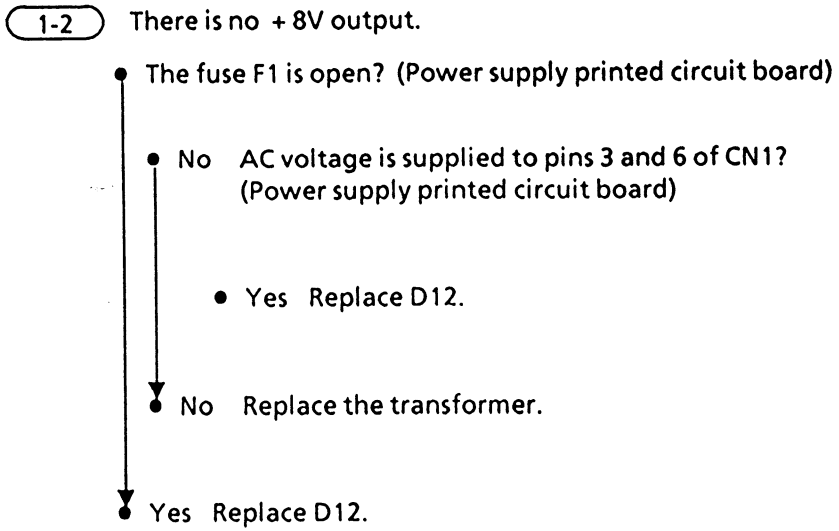 1-2 There is no + 8V output.
The fuse F1 is open? (Power supply printed circuit board)
No AC voltage is supplied to pins 3 and 6 of CN1?
(Power supply printed circuit board)
Yes Replace D12.
No Replace the transformer.
Yes Replace D12.